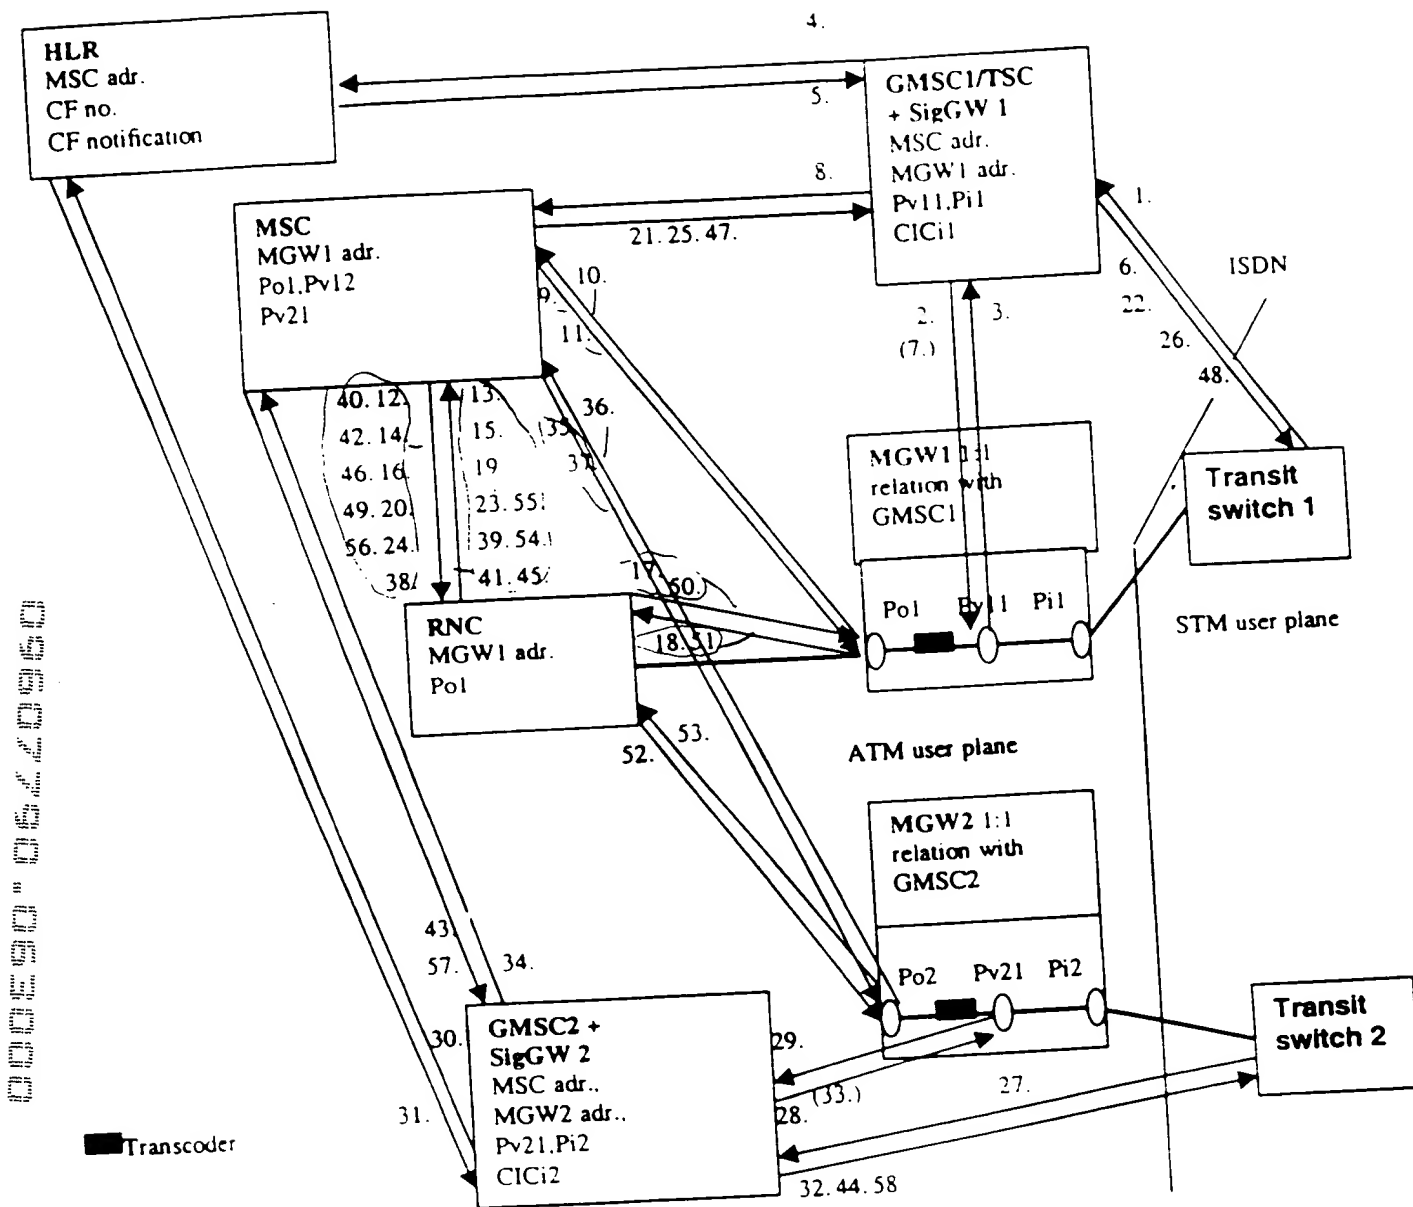 4.
HLR
MSC adr.
CF no.
CF notification
5.
GMSC1/TSC
+ SigGW 1
MSC adr.
MGW1 adr.
Pv11,Pi1
CICi1
8.
1.
MSC
MGW1 adr.
Po1,Pv12
Pv21
21. 25. 47.
10.
9.
11.
2.
(7.)
3.
6.
22.
26.
48.
ISDN
40. 12.
42. 14.
46. 16.
49. 20.
56. 24.
38.
13.
15.
19
23. 55.
39. 54.
41. 45.
(35.)
36.
37.
MGW1 1:1
relation with
GMSC1
Transit
switch 1
17.
50.
18. 51
Po1
Pv11
Pi1
RNC
MGW1 adr.
Po1
STM user plane
52.
53.
ATM user plane
MGW2 1:1
relation with
GMSC2
43.
57.
34.
Po2
Pv21
Pi2
Transit
switch 2
30.
31.
GMSC2 +
SigGW 2
MSC adr.,
MGW2 adr.,
Pv21,Pi2
CICi2
29.
(33.)
28.
27.
32. 44. 58
Transcoder